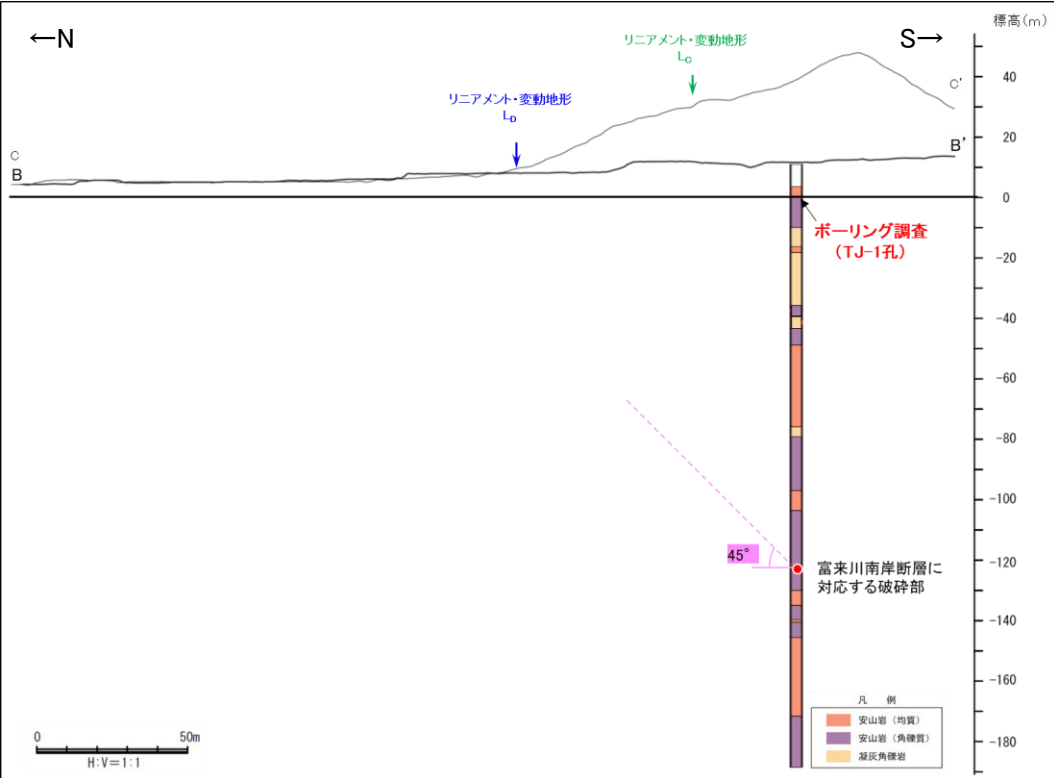 ←N
S→
標高(m)
リニアメント・変動地形
LC
リニアメント・変動地形
LD
C
B
C'
B'
40
20
0
-20
-40
-60
-80
-100
-120
-140
-160
-180
ボーリング調査
(TJ-1孔)
45°
富来川南岸断層に
対応する破砕部
凡 例
安山岩(均質)
安山岩(角礫質)
凝灰角礫岩
0 50m
H:V=1:1